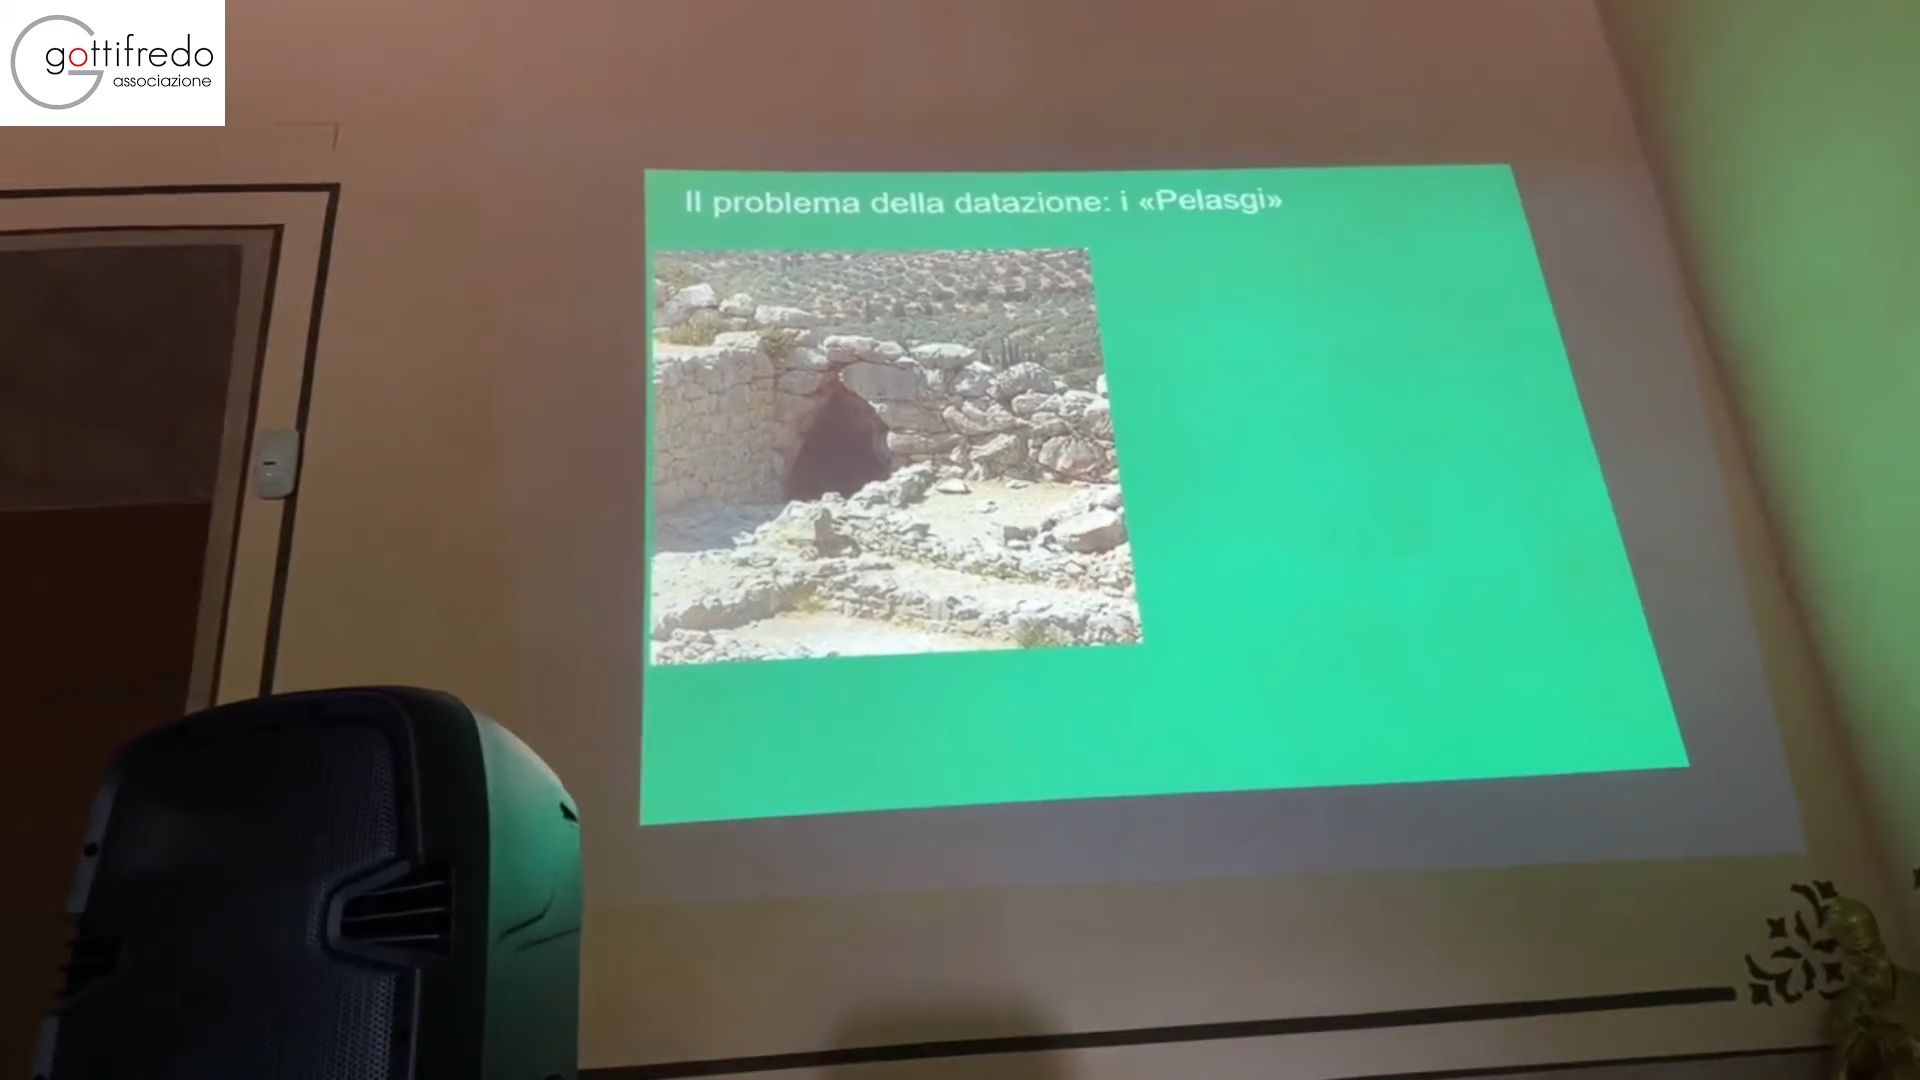 gottifredo
associazione
Il problema della datazione: i «Pelasgi»